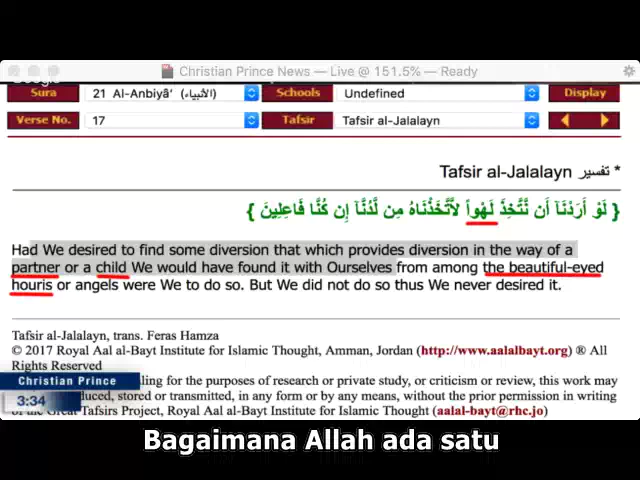 Christian Prince News — Live @ 151.5% — Ready
Sura 21 Al-Anbiyâ’ (الأنبياء) Schools Undefined Display
Verse No. 17 Tafsir Tafsir al-Jalalayn
* تفسير Tafsir al-Jalalayn
{ لَوْ أَرَدْنَآ أَن نَّتَّخِذَ لَهْواً لاَّتَّخَذْنَاهُ مِن لَّدُنَّآ إِن كُنَّا فَاعِلِينَ }
Had We desired to find some diversion that which provides diversion in the way of a
partner or a child We would have found it with Ourselves from among the beautiful-eyed
houris or angels were We to do so. But We did not do so thus We never desired it.
Tafsir al-Jalalayn, trans. Feras Hamza
© 2017 Royal Aal al-Bayt Institute for Islamic Thought, Amman, Jordan (http://www.aalalbayt.org) ® All
Rights Reserved
Christian Prince
ling for the purposes of research or private study, or criticism or review, this work may
3:34
duced, stored or transmitted, in any form or by any means, without the prior permission in writing
of the Great Tafsirs Project, Royal Aal al-Bayt Institute for Islamic Thought (aalal-bayt@rhc.jo)
Bagaimana Allah ada satu